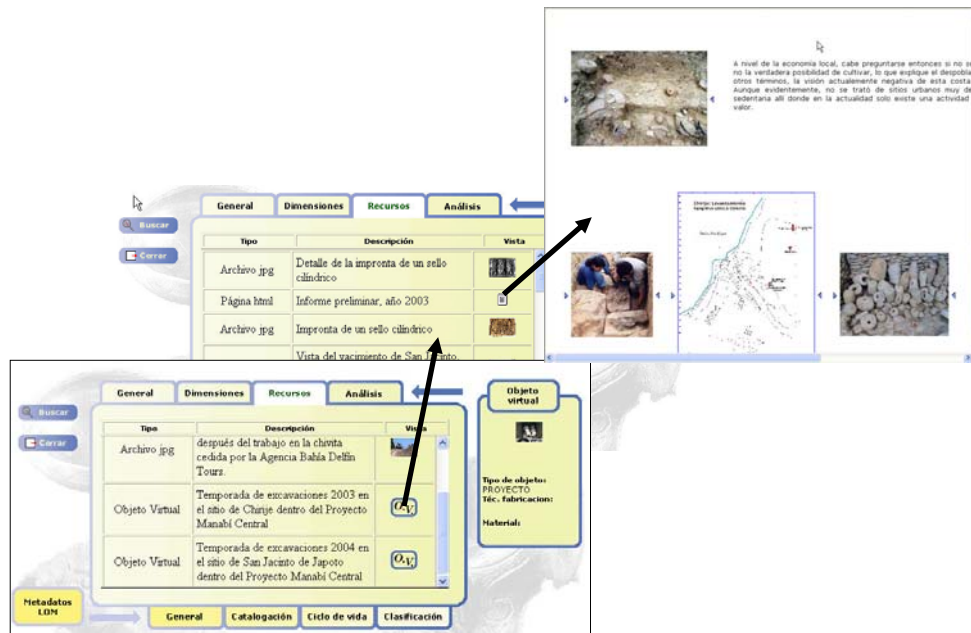 A nivel de la economía local, cabe preguntarse entonces si no
no la verdadera posibilidad de cultivar, lo que explique el
otros términos, la visión actualemente negativa de esta
Aunque evidentemente, no se trató de sitios urbanos muy
sedentaria allí donde en la actualidad solo existe una actividad
valor.
General Dimensiones Recursos Análisis
Buscar
Cerrar
Tipo Descripción Vista
Archivo jpg Detalle de la impronta de un sello
cilíndrico
Página html Informe preliminar, año 2003
Archivo jpg Impronta de un sello cilíndrico
Vista del yacimiento de San Jacinto,
General Dimensiones Recursos Análisis
Buscar
Cerrar
Tipo Descripción Vista
Archivo jpg después del trabajo en la chivita
cedida por la Agencia Bahía Delfín
Tours.
Objeto Virtual Temporada de excavaciones 2003 en
el sitio de Chirije dentro del Proyecto
Manabí Central
O.V.
Objeto Virtual Temporada de excavaciones 2004 en
el sitio de San Jacinto de Japoto
dentro del Proyecto Manabí Central
O.V.
Objeto
virtual
Tipo de objeto:
PROYECTO
Téc. fabricacion:
Material:
Metadatos
LOM
General Catalogación Ciclo de vida Clasificación